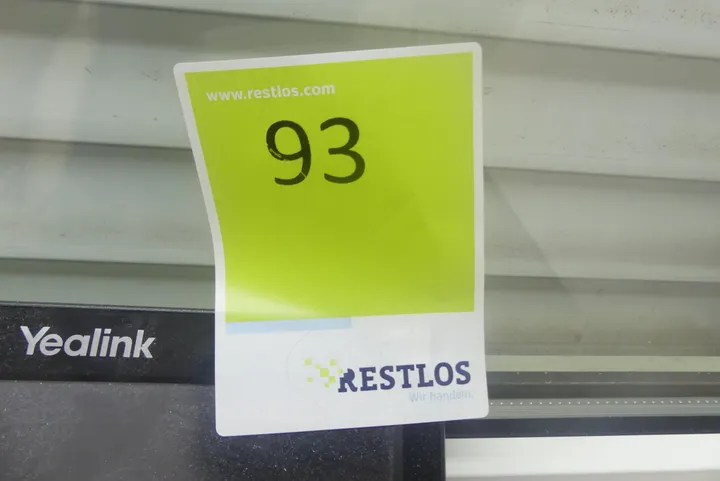 www.restlos.com
93
Yealink
RESTLOS
Wir handeln.